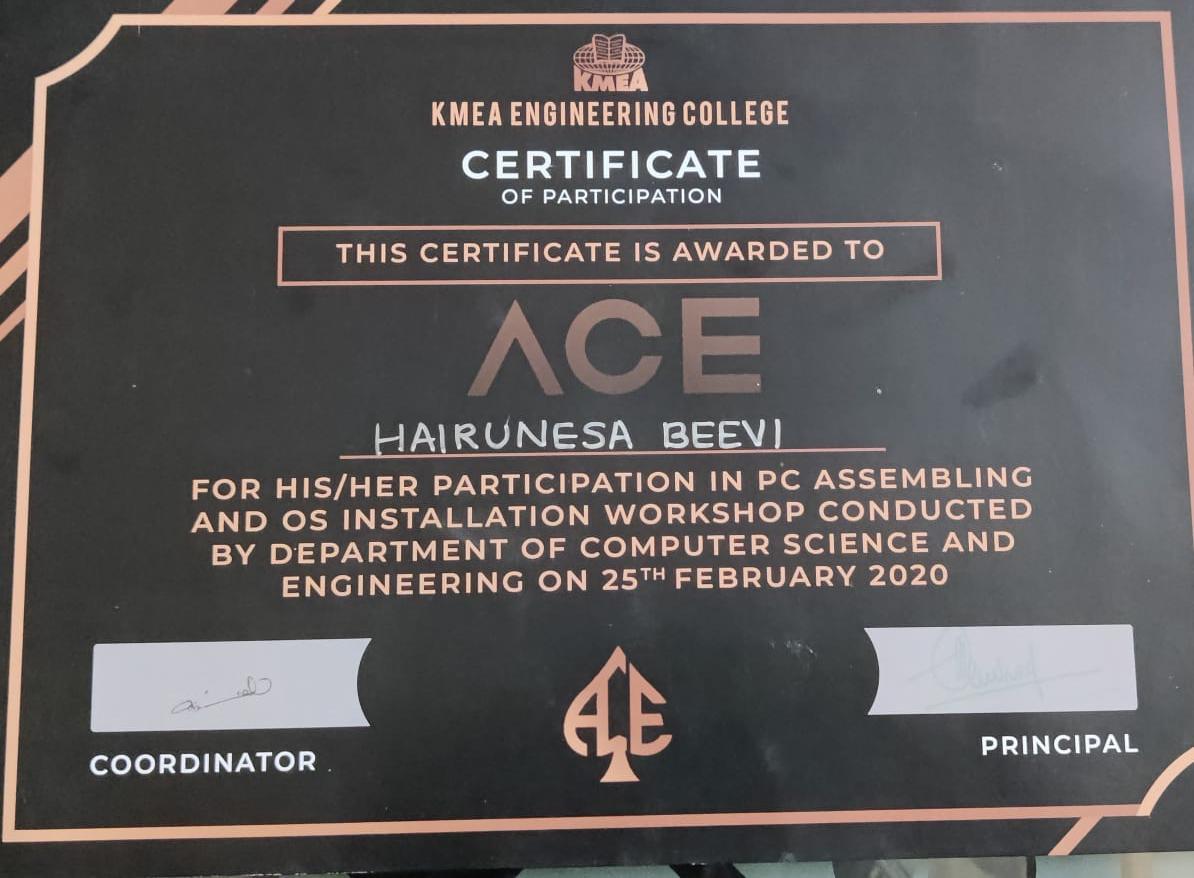 KMEA
KMEA ENGINEERING COLLEGE
CERTIFICATE
OF PARTICIPATION
THIS CERTIFICATE IS AWARDED TO
ACE
HAIRUNESA BEEVI
FOR HIS/HER PARTICIPATION IN PC ASSEMBLING
AND OS INSTALLATION WORKSHOP CONDUCTED
BY DEPARTMENT OF COMPUTER SCIENCE AND
ENGINEERING ON 25TH FEBRUARY 2020
ACE
COORDINATOR
PRINCIPAL